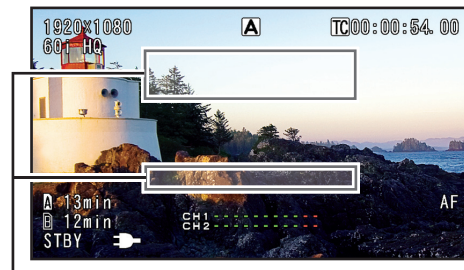 1920×1080
60i HQ
A
TC00:00:54.00
A 13min
B 12min
STBY
CH1
CH2
AF